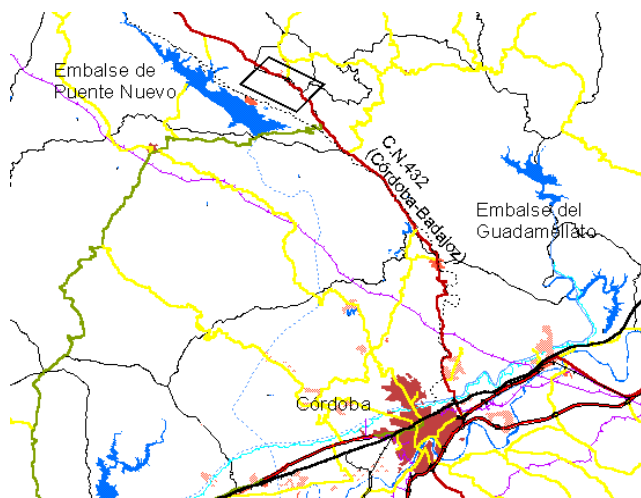 Embalse de
Puente Nuevo
C.N.432
(Córdoba-Badajoz)
Embalse del
Guadamellato
Córdoba